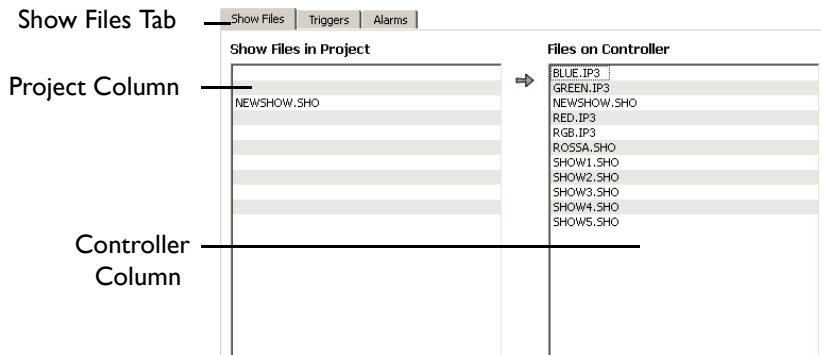 Show Files Tab
Show Files
Triggers
Alarms
Show Files in Project
Files on Controller
Project Column
NEWSHOW.SHO
BLUE.IP3
GREEN.IP3
NEWSHOW.SHO
RED.IP3
RGB.IP3
ROSSA.SHO
SHOW1.SHO
SHOW2.SHO
SHOW3.SHO
SHOW4.SHO
SHOW5.SHO
Controller
Column